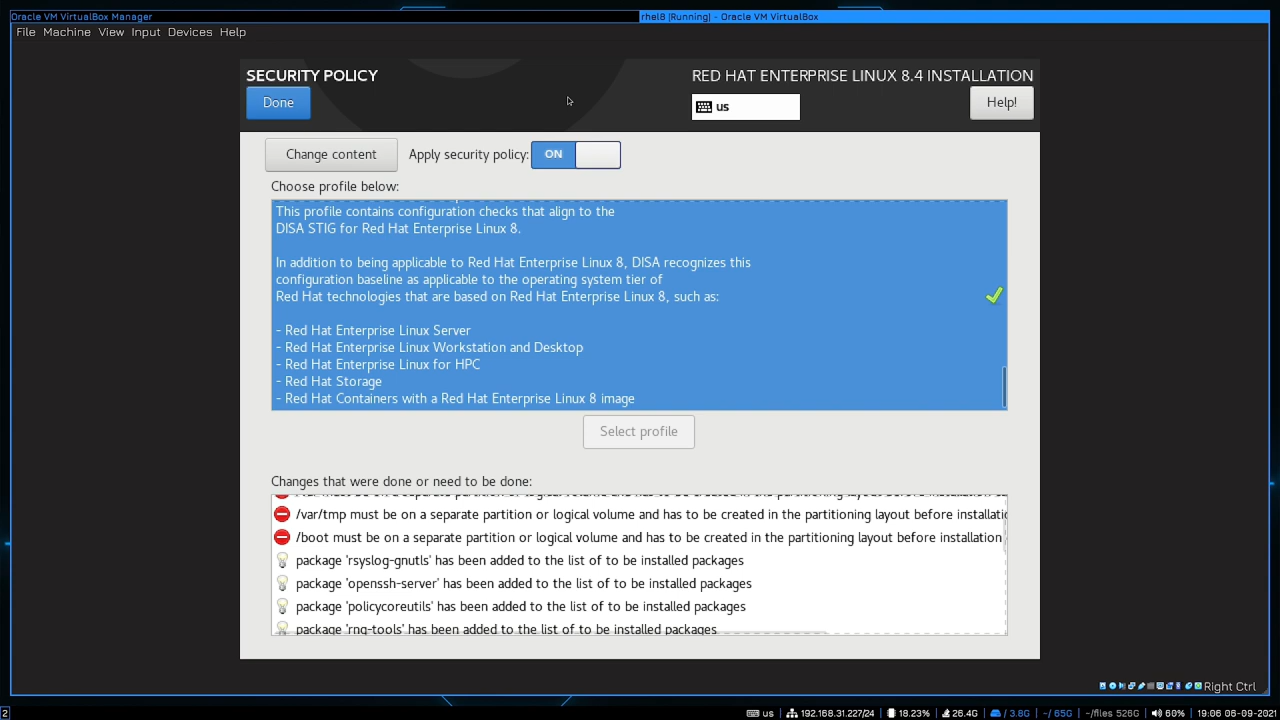 Oracle VM VirtualBox Manager
rhel8 [Running] - Oracle VM VirtualBox
File Machine View Input Devices Help
SECURITY POLICY
RED HAT ENTERPRISE LINUX 8.4 INSTALLATION
Done
us
Help!
Change content
Apply security policy:
ON
Choose profile below:
This profile contains configuration checks that align to the
DISA STIG for Red Hat Enterprise Linux 8.
In addition to being applicable to Red Hat Enterprise Linux 8, DISA recognizes this
configuration baseline as applicable to the operating system tier of
Red Hat technologies that are based on Red Hat Enterprise Linux 8, such as:
- Red Hat Enterprise Linux Server
- Red Hat Enterprise Linux Workstation and Desktop
- Red Hat Enterprise Linux for HPC
- Red Hat Storage
- Red Hat Containers with a Red Hat Enterprise Linux 8 image
Select profile
Changes that were done or need to be done:
/var/tmp must be on a separate partition or logical volume and has to be created in the partitioning layout before installatio
/boot must be on a separate partition or logical volume and has to be created in the partitioning layout before installation
package 'rsyslog-gnutls' has been added to the list of to be installed packages
package 'openssh-server' has been added to the list of to be installed packages
package 'policycoreutils' has been added to the list of to be installed packages
package 'rng-tools' has been added to the list of to be installed packages
Right Ctrl
2
us | 192.168.31.227/24 | 18.23% | 26.4G | / 3.8G | ~/ 65G | ~/files 526G | 60% | 19:06 06-09-2021